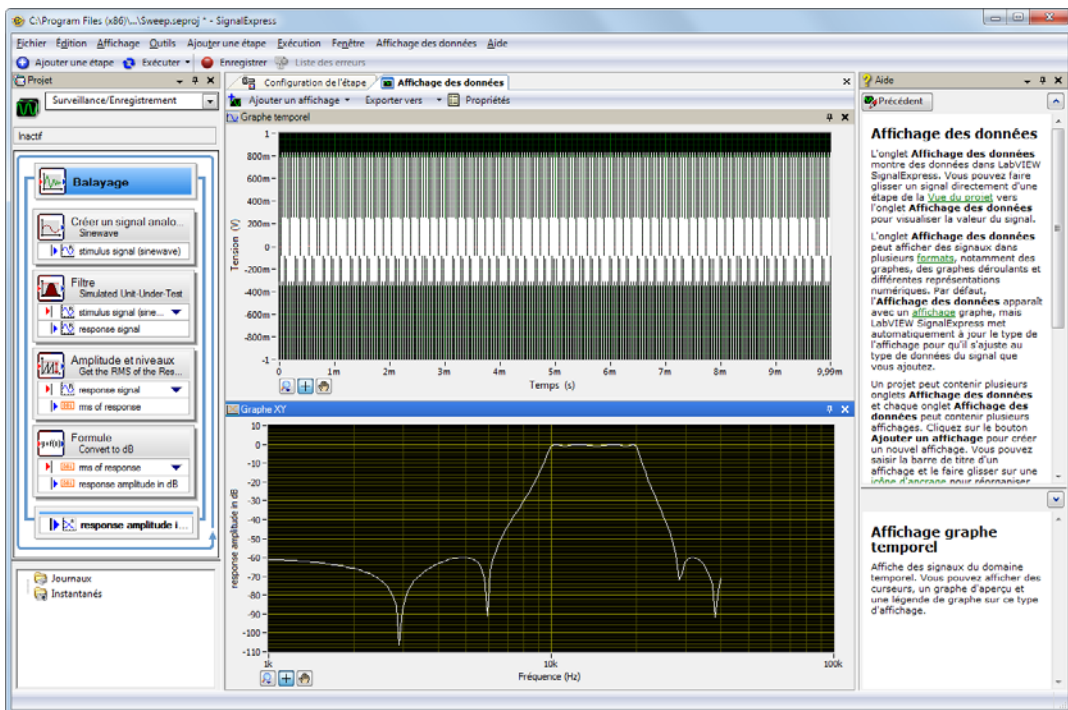 C:\Program Files (x86)\...\Sweep.seproj * - SignalExpress
Fichier Édition Affichage Outils Ajouter une étape Exécution Fenêtre Affichage des données Aide
Ajouter une étape Exécuter Enregistrer Liste des erreurs
Projet
Surveillance/Enregistrement
Inactif
Balayage
Créer un signal analo...
Sinewave
stimulus signal (sinewave)
Filtre
Simulated Unit-Under-Test
stimulus signal (sine...
response signal
Amplitude et niveaux
Get the RMS of the Res...
response signal
rms of response
Formule
Convert to dB
rms of response
response amplitude in dB
response amplitude i...
Journaux
Instantanés
Configuration de l'étape
Affichage des données
Ajouter un affichage Exporter vers Propriétés
Graphe temporel
Tension (V)
1
800m
600m
400m
200m
0
-200m
-400m
-600m
-800m
-1
0 1m 2m 3m 4m 5m 6m 7m 8m 9m 9,99m
Temps (s)
Graphe XY
response amplitude in dB
10
0
-10
-20
-30
-40
-50
-60
-70
-80
-90
-100
-110
1k 10k 100k
Fréquence (Hz)
Aide
Précédent
Affichage des données
L'onglet Affichage des données
montre des données dans LabVIEW
SignalExpress. Vous pouvez faire
glisser un signal directement d'une
étape de la Vue du projet vers
l'onglet Affichage des données
pour visualiser la valeur du signal.
L'onglet Affichage des données
peut afficher des signaux dans
plusieurs formats, notamment des
graphes, des graphes déroulants et
différentes représentations
numériques. Par défaut,
l'Affichage des données apparaît
avec un affichage graphe, mais
LabVIEW SignalExpress met
automatiquement à jour le type de
l'affichage pour qu'il s'ajuste au
type de données du signal que
vous ajoutez.
Un projet peut contenir plusieurs
onglets Affichage des données
et chaque onglet Affichage des
données peut contenir plusieurs
affichages. Cliquez sur le bouton
Ajouter un affichage pour créer
un nouvel affichage. Vous pouvez
saisir la barre de titre d'un
affichage et le faire glisser sur une
icône d'ancrage pour réorganiser
Affichage graphe
temporel
Affiche des signaux du domaine
temporel. Vous pouvez afficher des
curseurs, un graphe d'aperçu et
une légende de graphe sur ce type
d'affichage.